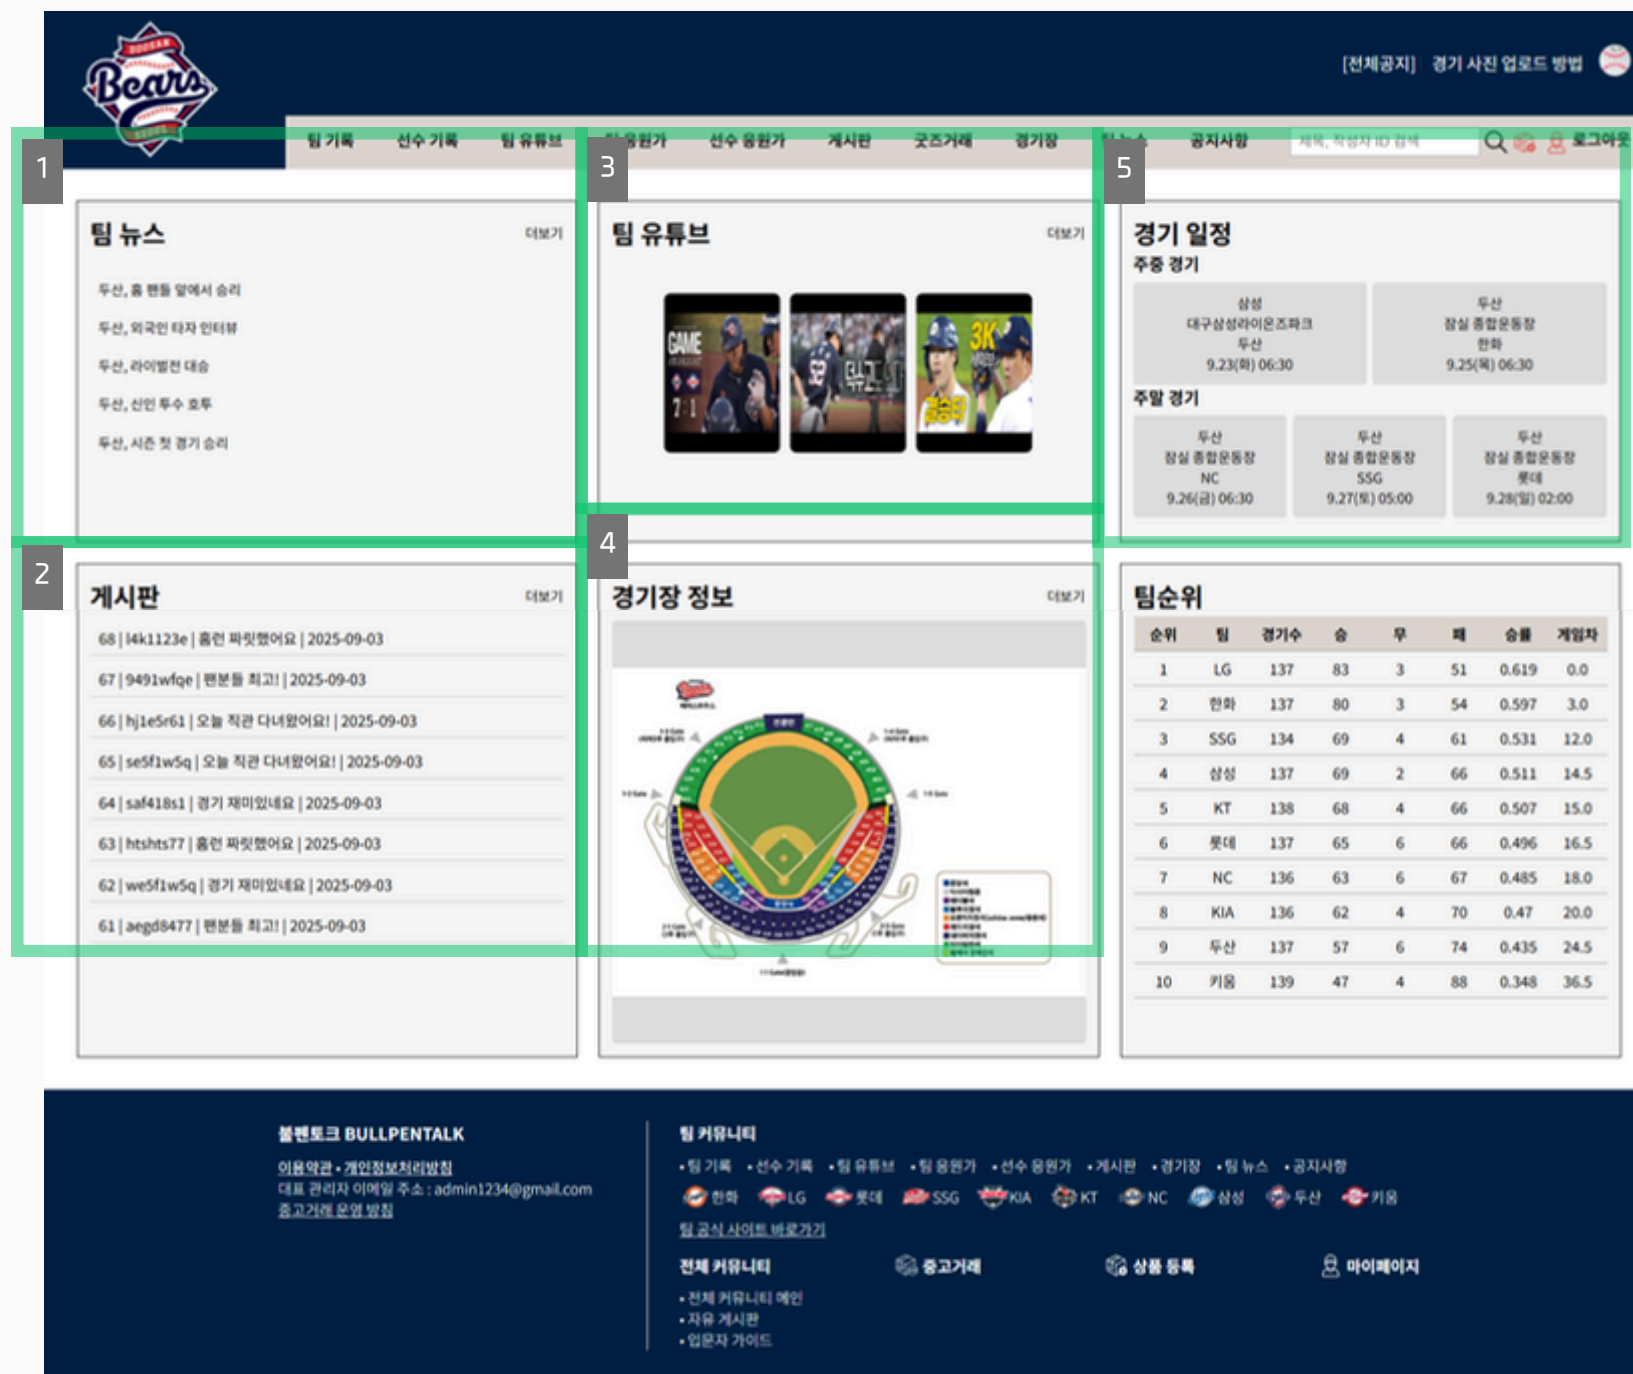 DOOSAN
Bears
SEOUL
[전체공지] 경기 사진 업로드 방법
팀 기록 선수 기록 팀 유튜브 응원가 선수 응원가 게시판 굿즈거래 경기장 뉴스 공지사항 제목, 작성자 ID 검색 로그아웃
1
3
5
팀 뉴스 더보기
두산, 홈 팬들 앞에서 승리
두산, 외국인 타자 인터뷰
두산, 라이벌전 대승
두산, 신인 투수 호투
두산, 시즌 첫 경기 승리
팀 유튜브 더보기
GAME
7:1
52
3K
결승타
경기 일정
주중 경기
삼성
대구삼성라이온즈파크
두산
9.23(화) 06:30
두산
잠실 종합운동장
한화
9.25(목) 06:30
주말 경기
두산
잠실 종합운동장
NC
9.26(금) 06:30
두산
잠실 종합운동장
SSG
9.27(토) 05:00
두산
잠실 종합운동장
롯데
9.28(일) 02:00
2
4
게시판 더보기
68 | l4k1123e | 홈런 짜릿했어요 | 2025-09-03
67 | 9491wfqe | 팬분들 최고! | 2025-09-03
66 | hj1e5r61 | 오늘 직관 다녀왔어요! | 2025-09-03
65 | se5f1w5q | 오늘 직관 다녀왔어요! | 2025-09-03
64 | saf418s1 | 경기 재미있네요 | 2025-09-03
63 | htshts77 | 홈런 짜릿했어요 | 2025-09-03
62 | we5f1w5q | 경기 재미있네요 | 2025-09-03
61 | aegd8477 | 팬분들 최고! | 2025-09-03
경기장 정보 더보기
팀순위
순위 팀 경기수 승 무 패 승률 게임차
1 LG 137 83 3 51 0.619 0.0
2 한화 137 80 3 54 0.597 3.0
3 SSG 134 69 4 61 0.531 12.0
4 삼성 137 69 2 66 0.511 14.5
5 KT 138 68 4 66 0.507 15.0
6 롯데 137 65 6 66 0.496 16.5
7 NC 136 63 6 67 0.485 18.0
8 KIA 136 62 4 70 0.47 20.0
9 두산 137 57 6 74 0.435 24.5
10 키움 139 47 4 88 0.348 36.5
불펜토크 BULLPENTALK
이용약관 • 개인정보처리방침
대표 관리자 이메일 주소 : admin1234@gmail.com
중고거래 운영 방침
팀 커뮤니티
• 팀 기록 • 선수 기록 • 팀 유튜브 • 팀 응원가 • 선수 응원가 • 게시판 • 경기장 • 팀 뉴스 • 공지사항
한화 LG 롯데 SSG KIA KT NC 삼성 두산 키움
팀 공식 사이트 바로가기
전체 커뮤니티 중고거래 상품 등록 마이페이지
• 전체 커뮤니티 메인
• 자유 게시판
• 입문자 가이드